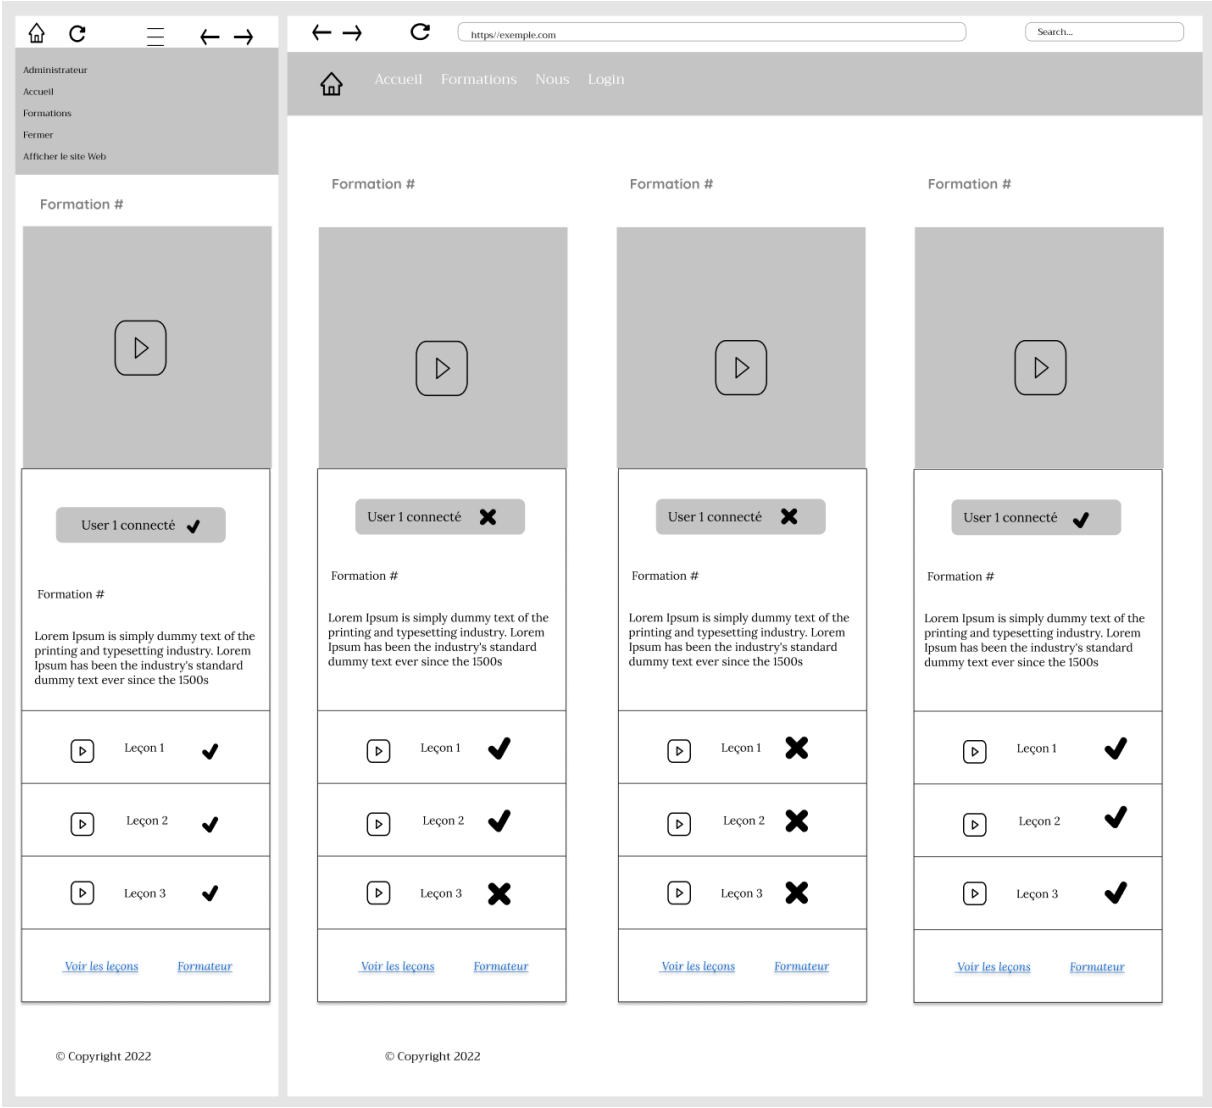 Administrateur
Accueil
Formations
Fermer
Afficher le site Web
Formation #
User 1 connecté
Formation #
Lorem Ipsum is simply dummy text of the
printing and typesetting industry. Lorem
Ipsum has been the industry's standard
dummy text ever since the 1500s
Leçon 1
Leçon 2
Leçon 3
Voir les leçons Formateur
© Copyright 2022
https//exemple.com
Search...
Accueil Formations Nous Login
Formation #
User 1 connecté
Formation #
Lorem Ipsum is simply dummy text of the
printing and typesetting industry. Lorem
Ipsum has been the industry's standard
dummy text ever since the 1500s
Leçon 1
Leçon 2
Leçon 3
Voir les leçons Formateur
Formation #
User 1 connecté
Formation #
Lorem Ipsum is simply dummy text of the
printing and typesetting industry. Lorem
Ipsum has been the industry's standard
dummy text ever since the 1500s
Leçon 1
Leçon 2
Leçon 3
Voir les leçons Formateur
Formation #
User 1 connecté
Formation #
Lorem Ipsum is simply dummy text of the
printing and typesetting industry. Lorem
Ipsum has been the industry's standard
dummy text ever since the 1500s
Leçon 1
Leçon 2
Leçon 3
Voir les leçons Formateur
© Copyright 2022